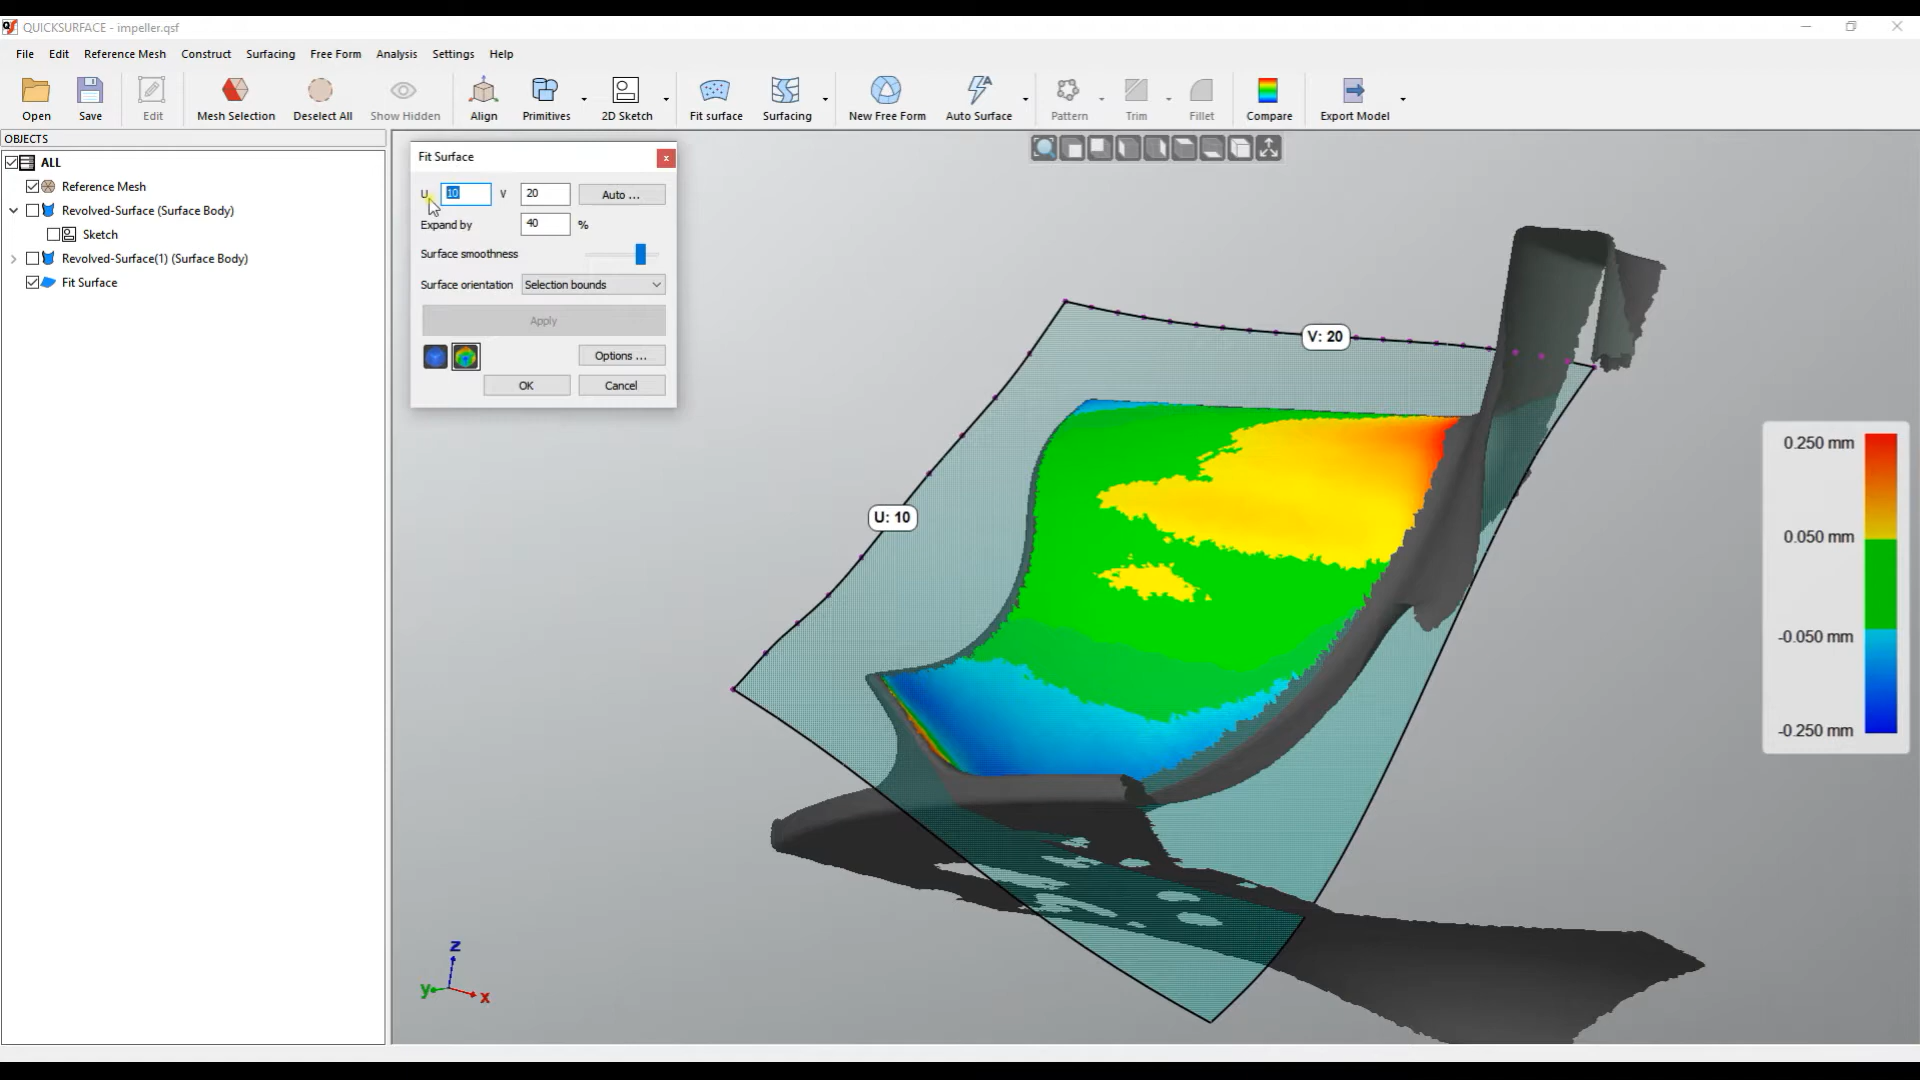 QUICKSURFACE - impeller.qsf
File Edit Reference Mesh Construct Surfacing Free Form Analysis Settings Help
Open Save Edit Mesh Selection Deselect All Show Hidden Align Primitives 2D Sketch Fit surface Surfacing New Free Form Auto Surface Pattern Trim Fillet Compare Export Model
OBJECTS
ALL
Reference Mesh
Revolved-Surface (Surface Body)
Sketch
Revolved-Surface(1) (Surface Body)
Fit Surface
Fit Surface
U 10 V 20 Auto ...
Expand by 40 %
Surface smoothness
Surface orientation Selection bounds
Apply
Options ...
OK Cancel
V: 20
U: 10
0.250 mm
0.050 mm
-0.050 mm
-0.250 mm
z
y
x